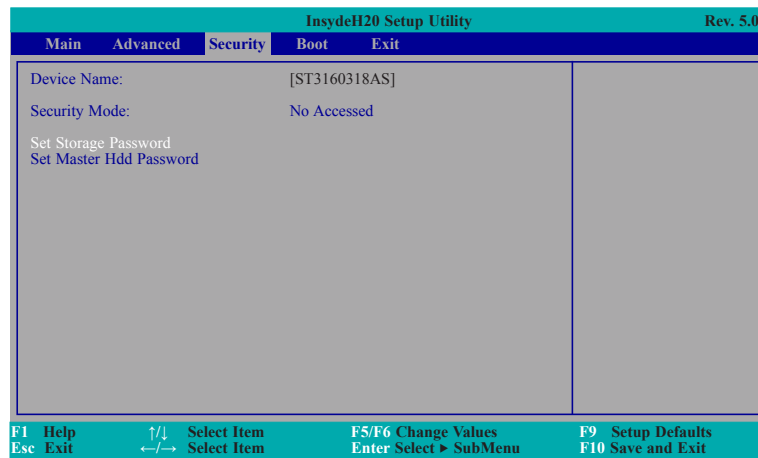 InsydeH20 Setup Utility Rev. 5.0
Main Advanced Security Boot Exit
Device Name: [ST3160318AS]
Security Mode: No Accessed
Set Storage Password
Set Master Hdd Password
F1 Help ↑/↓ Select Item F5/F6 Change Values F9 Setup Defaults
Esc Exit ←/→ Select Item Enter Select ► SubMenu F10 Save and Exit